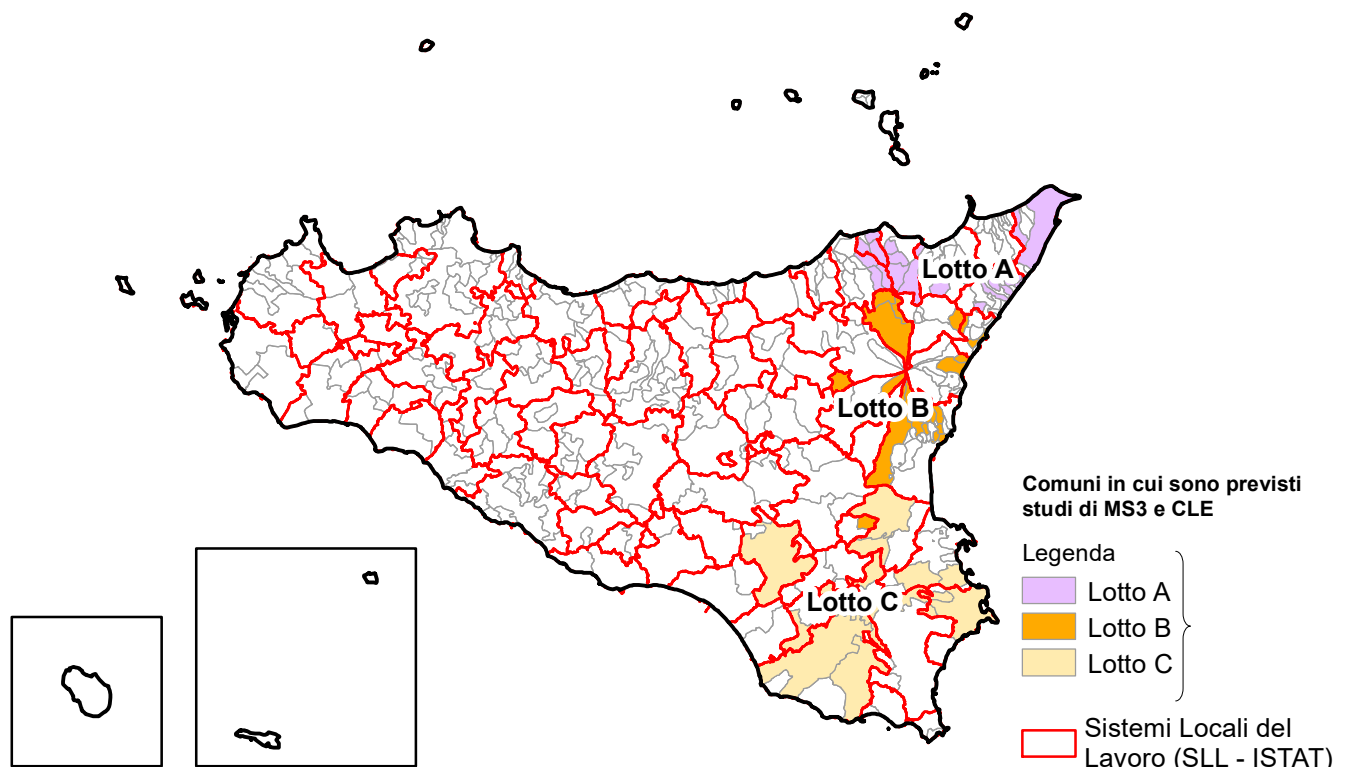 Lotto A
Lotto B
Lotto C
Comuni in cui sono previsti
studi di MS3 e CLE
Legenda
Lotto A
Lotto B
Lotto C
Sistemi Locali del
Lavoro (SLL - ISTAT)